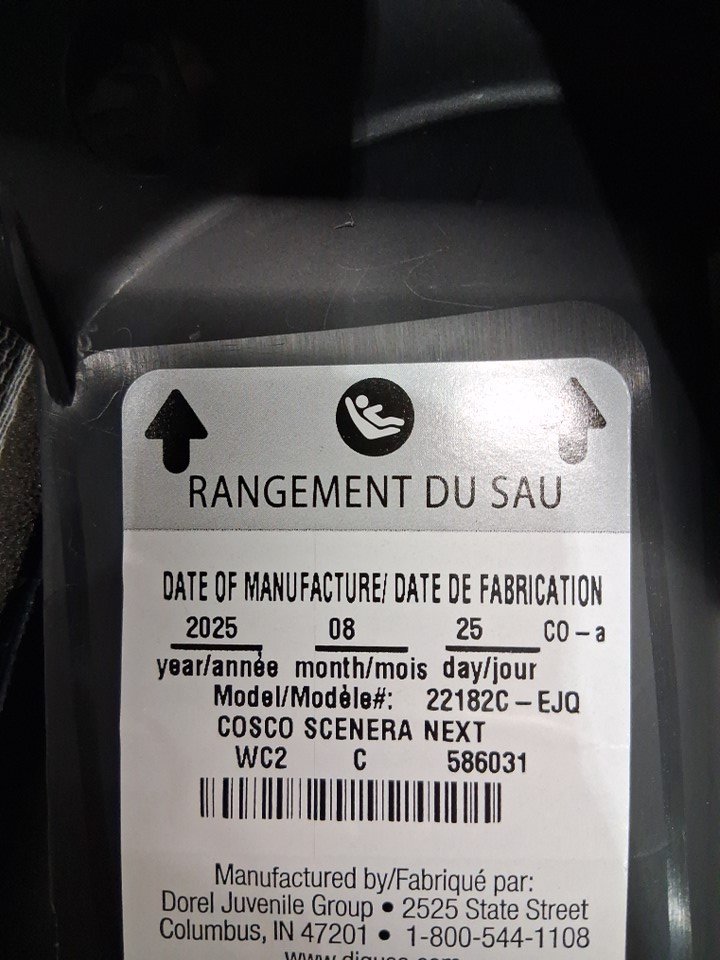 RANGEMENT DU SAU
DATE OF MANUFACTURE/ DATE DE FABRICATION
2025 08 25 CO – a
year/année month/mois day/jour
Model/Modèle#: 22182C – EJQ
COSCO SCENERA NEXT
WC2 C 586031
Manufactured by/Fabriqué par:
Dorel Juvenile Group • 2525 State Street
Columbus, IN 47201 • 1-800-544-1108